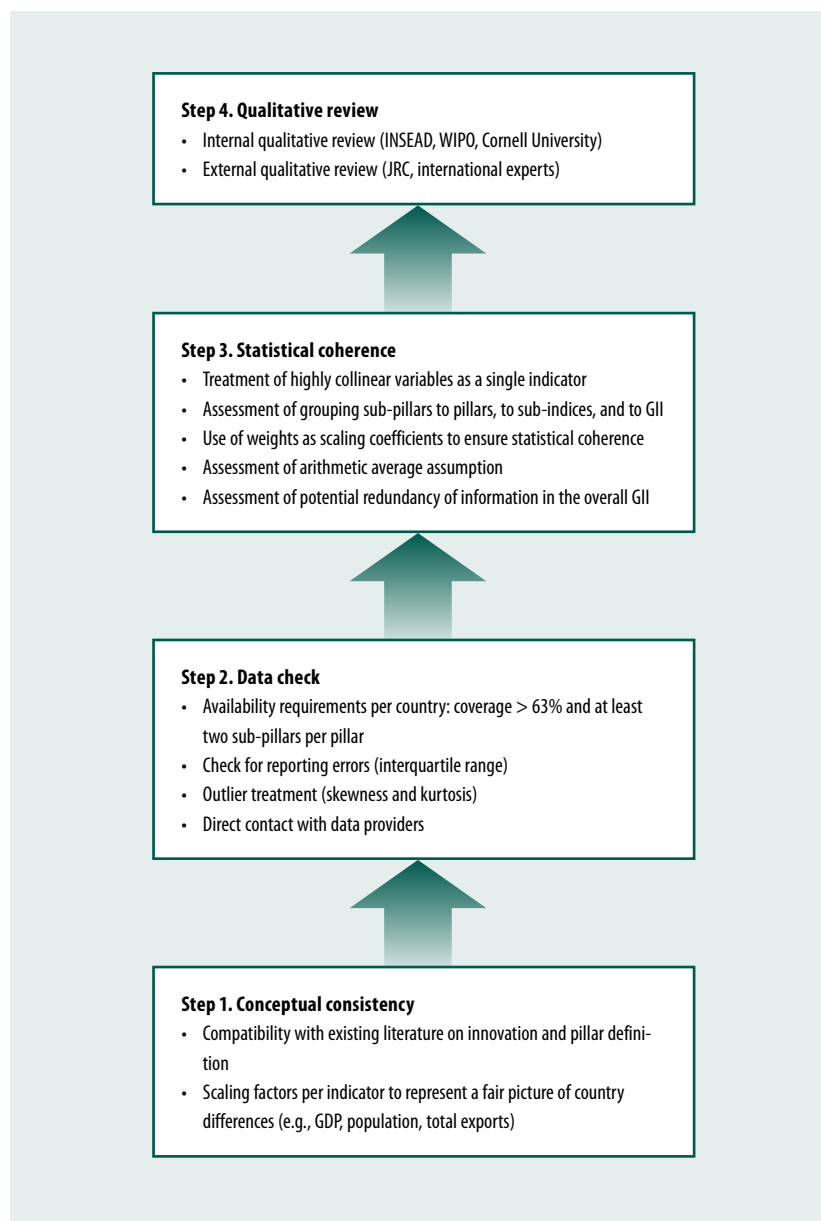 Step 4. Qualitative review
• Internal qualitative review (INSEAD, WIPO, Cornell University)
• External qualitative review (JRC, international experts)
Step 3. Statistical coherence
• Treatment of highly collinear variables as a single indicator
• Assessment of grouping sub-pillars to pillars, to sub-indices, and to GII
• Use of weights as scaling coefficients to ensure statistical coherence
• Assessment of arithmetic average assumption
• Assessment of potential redundancy of information in the overall GII
Step 2. Data check
• Availability requirements per country: coverage > 63% and at least
two sub-pillars per pillar
• Check for reporting errors (interquartile range)
• Outlier treatment (skewness and kurtosis)
• Direct contact with data providers
Step 1. Conceptual consistency
• Compatibility with existing literature on innovation and pillar defini-
tion
• Scaling factors per indicator to represent a fair picture of country
differences (e.g., GDP, population, total exports)